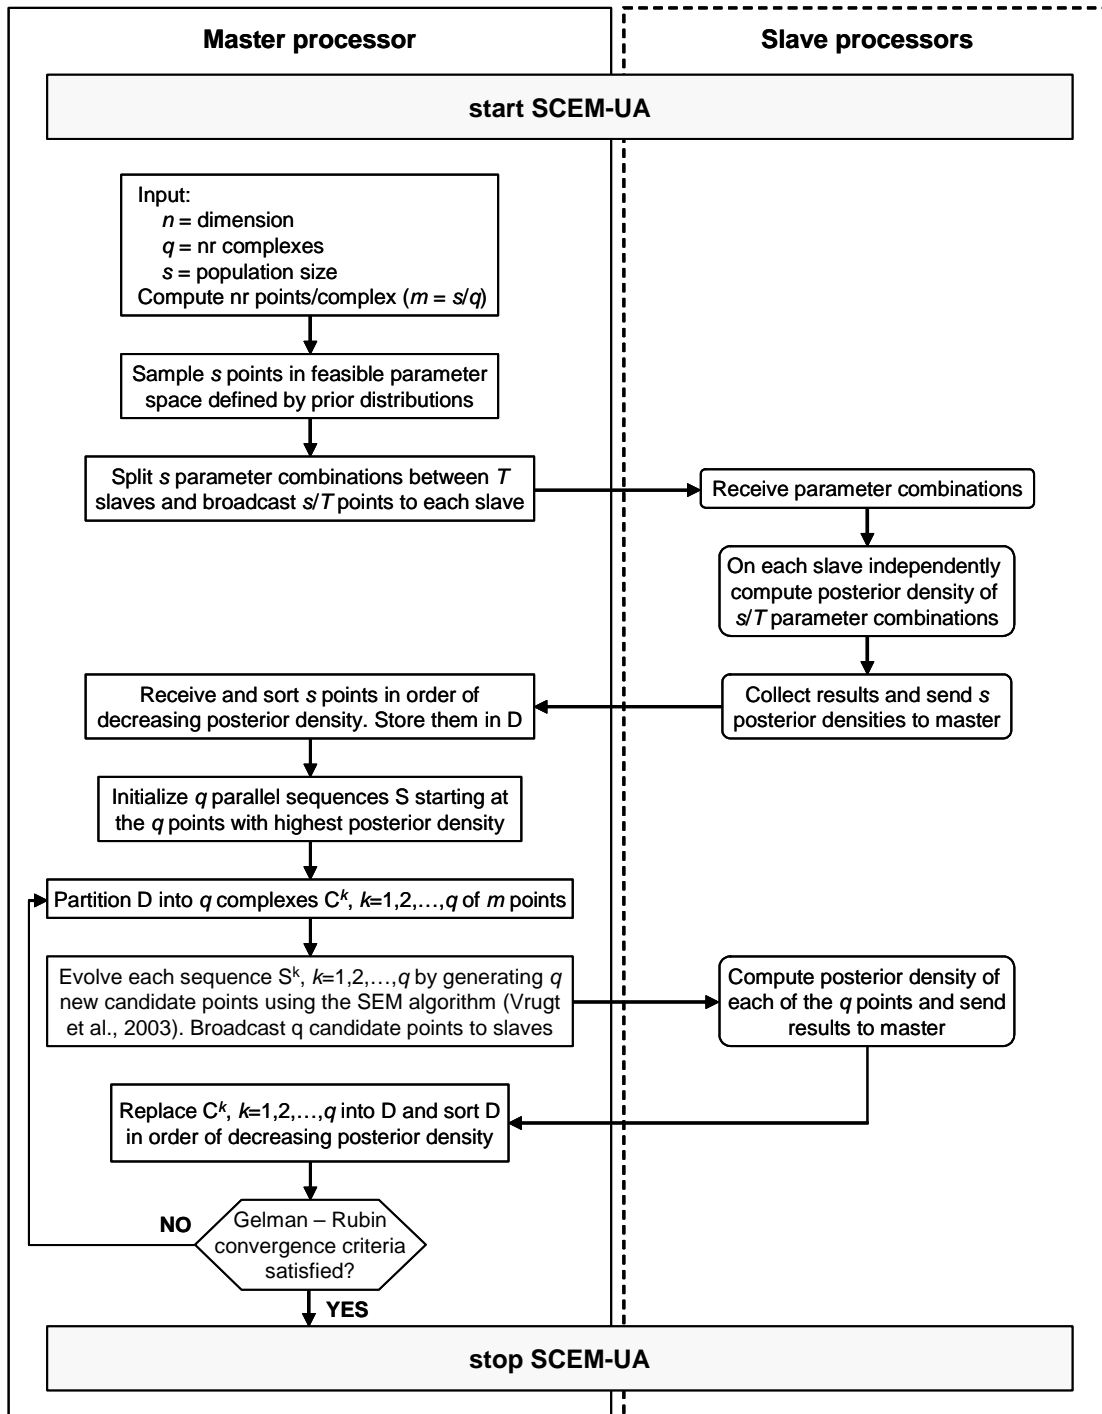 Master processor
Slave processors
start SCEM-UA
Input:
n = dimension
q = nr complexes
s = population size
Compute nr points/complex (m = s/q)
Sample s points in feasible parameter
space defined by prior distributions
Split s parameter combinations between T
slaves and broadcast s/T points to each slave
Receive parameter combinations
On each slave independently
compute posterior density of
s/T parameter combinations
Collect results and send s
posterior densities to master
Receive and sort s points in order of
decreasing posterior density. Store them in D
Initialize q parallel sequences S starting at
the q points with highest posterior density
Partition D into q complexes Cᵏ, k=1,2,…,q of m points
Evolve each sequence Sᵏ, k=1,2,…,q by generating q
new candidate points using the SEM algorithm (Vrugt
et al., 2003). Broadcast q candidate points to slaves
Compute posterior density of
each of the q points and send
results to master
Replace Cᵏ, k=1,2,…,q into D and sort D
in order of decreasing posterior density
Gelman – Rubin
convergence criteria
satisfied?
NO
YES
stop SCEM-UA